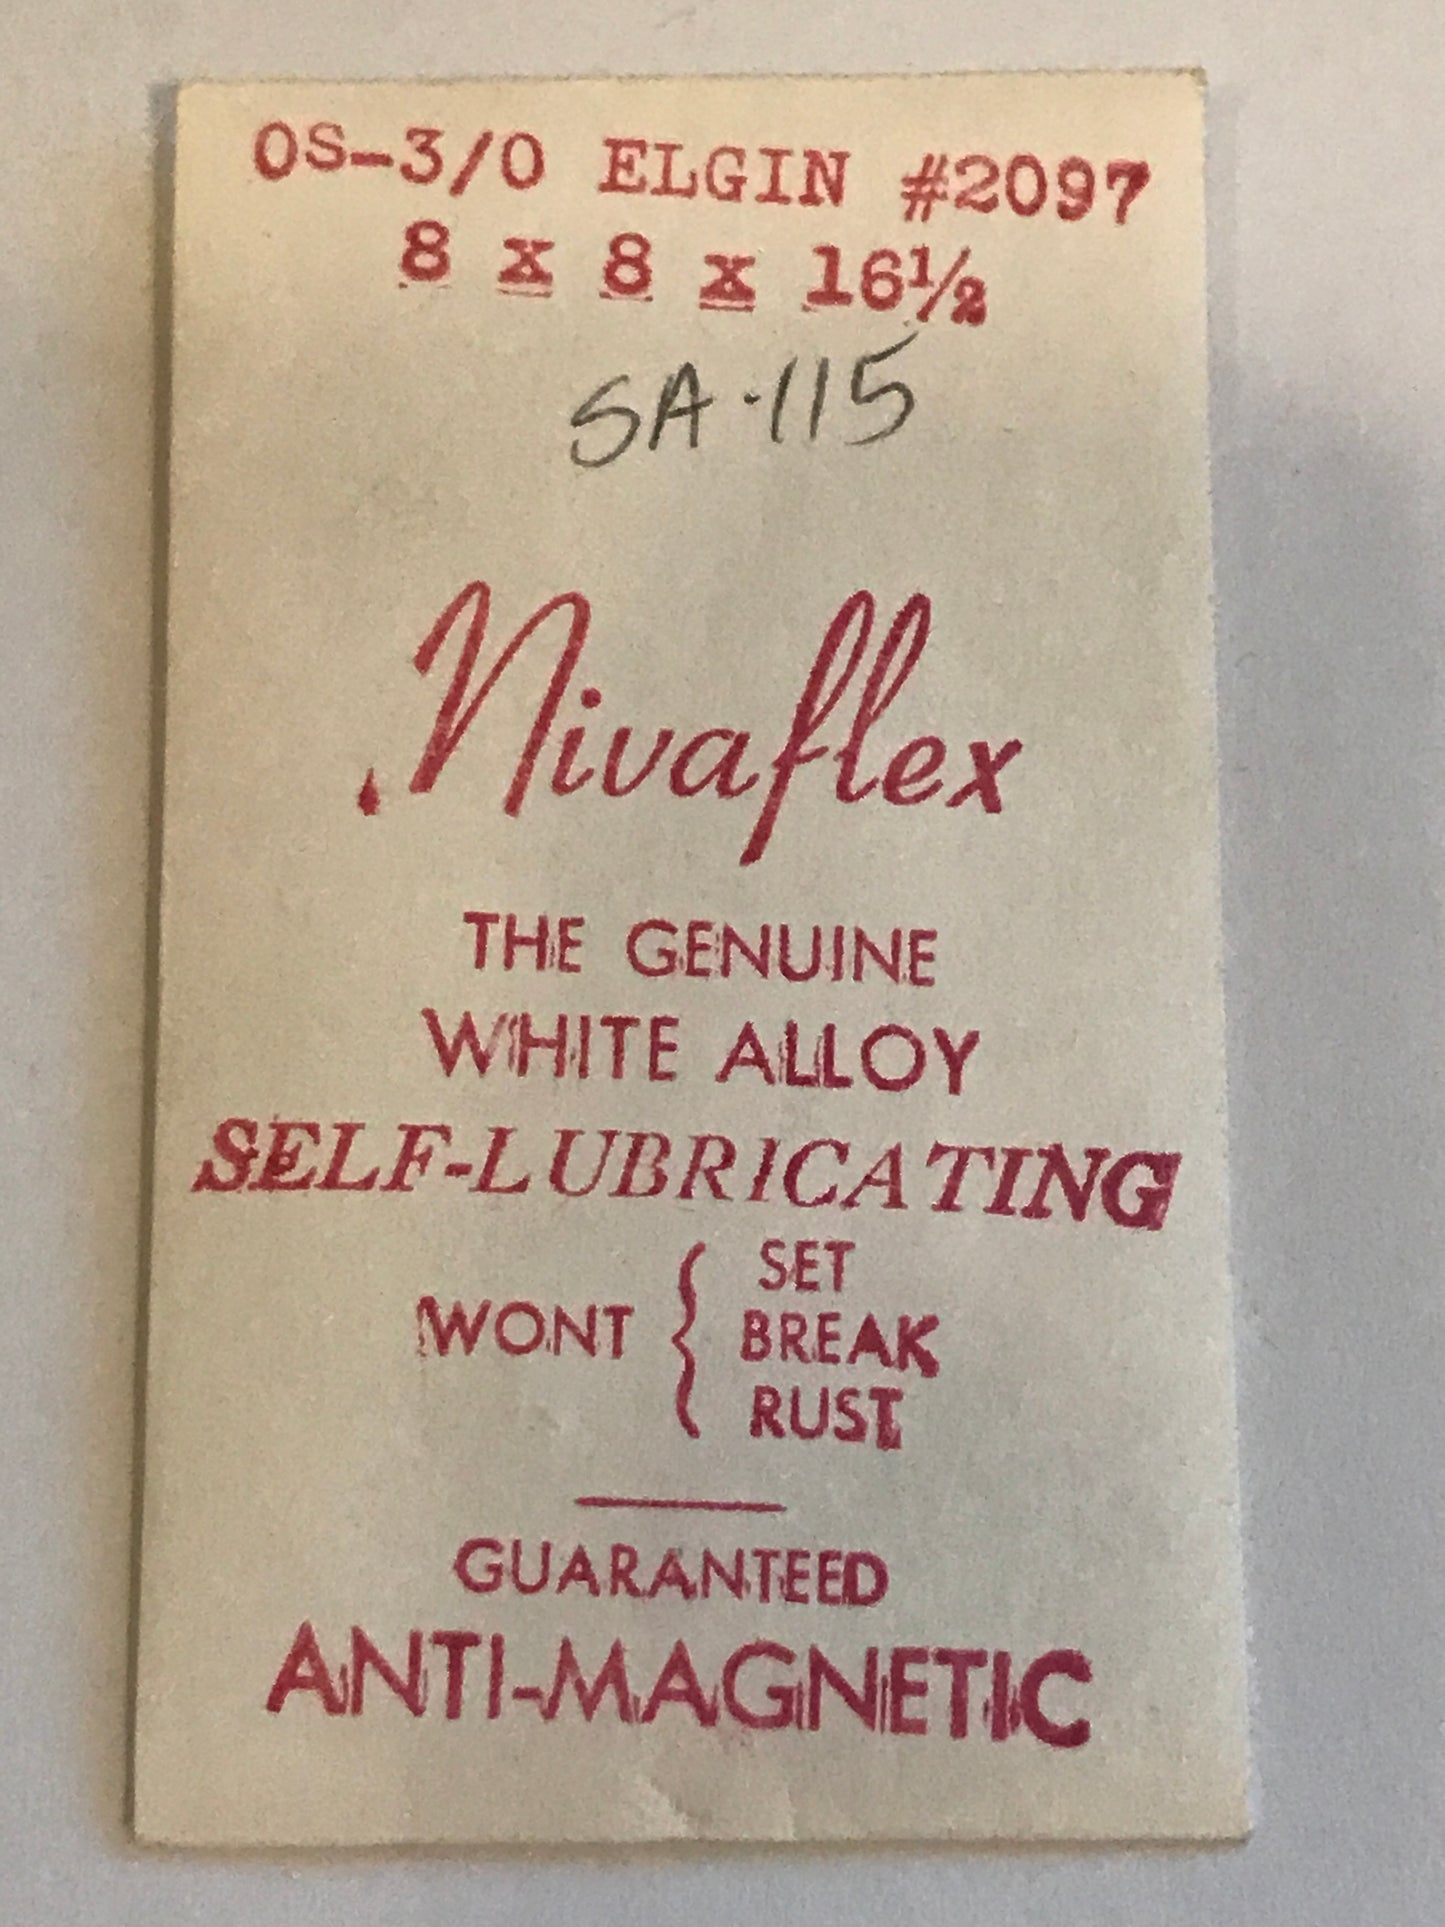 OS-3/0 ELGIN #2097
8 x 8 x 16½
SA-115
Nivaflex
THE GENUINE
WHITE ALLOY
SELF-LUBRICATING
WONT { SET
BREAK
RUST
GUARANTEED
ANTI-MAGNETIC